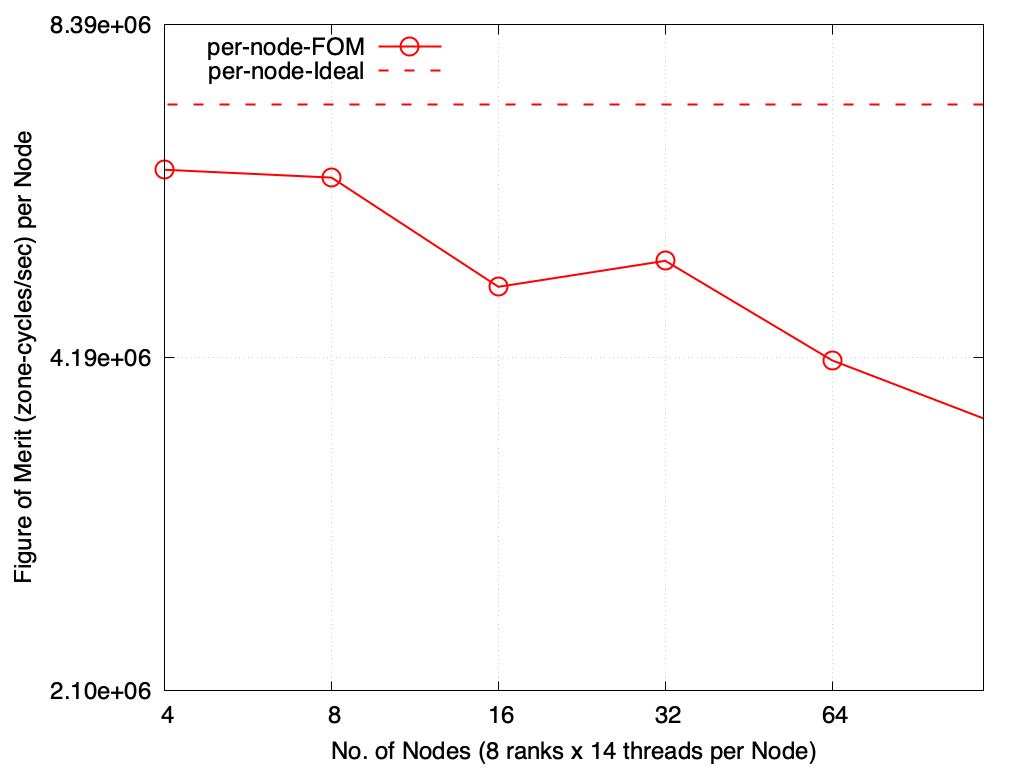 8.39e+06
per-node-FOM
per-node-Ideal
Figure of Merit (zone-cycles/sec) per Node
4.19e+06
2.10e+06
4 8 16 32 64
No. of Nodes (8 ranks x 14 threads per Node)